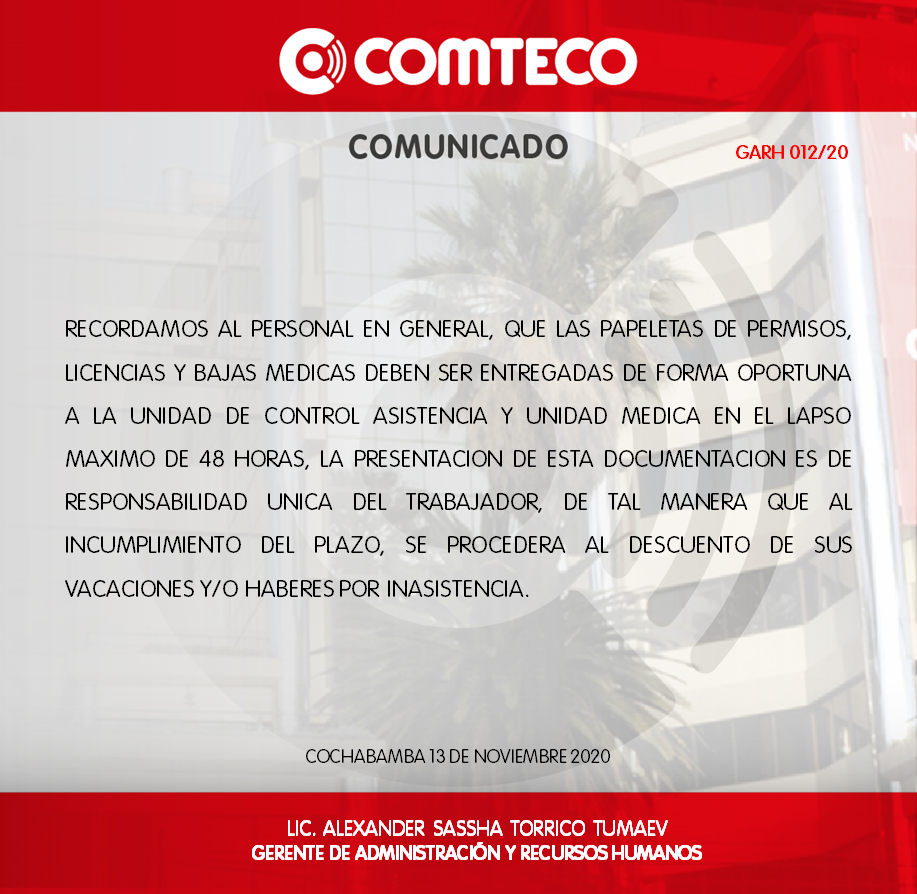 COMTECO
COMUNICADO
GARH 012/20
RECORDAMOS AL PERSONAL EN GENERAL, QUE LAS PAPELETAS DE PERMISOS,
LICENCIAS Y BAJAS MEDICAS DEBEN SER ENTREGADAS DE FORMA OPORTUNA
A LA UNIDAD DE CONTROL ASISTENCIA Y UNIDAD MEDICA EN EL LAPSO
MAXIMO DE 48 HORAS, LA PRESENTACION DE ESTA DOCUMENTACION ES DE
RESPONSABILIDAD UNICA DEL TRABAJADOR, DE TAL MANERA QUE AL
INCUMPLIMIENTO DEL PLAZO, SE PROCEDERA AL DESCUENTO DE SUS
VACACIONES Y/O HABERES POR INASISTENCIA.
COCHABAMBA 13 DE NOVIEMBRE 2020
LIC. ALEXANDER SASSHA TORRICO TUMAEV
GERENTE DE ADMINISTRACIÓN Y RECURSOS HUMANOS